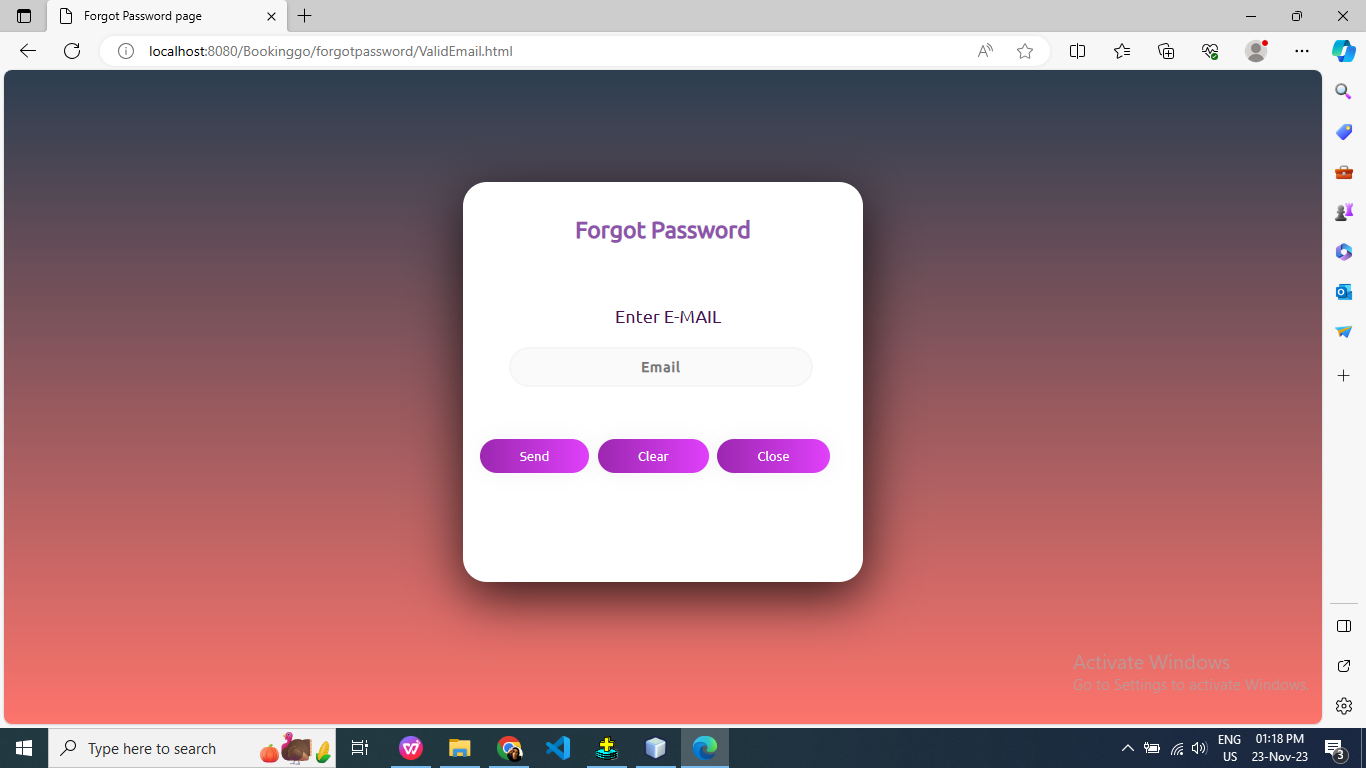 Forgot Password page
localhost:8080/Bookinggo/forgotpassword/ValidEmail.html
Forgot Password
Enter E-MAIL
Email
Send Clear Close
Activate Windows
Go to Settings to activate Windows.
Type here to search
ENG
US
01:18 PM
23-Nov-23
3